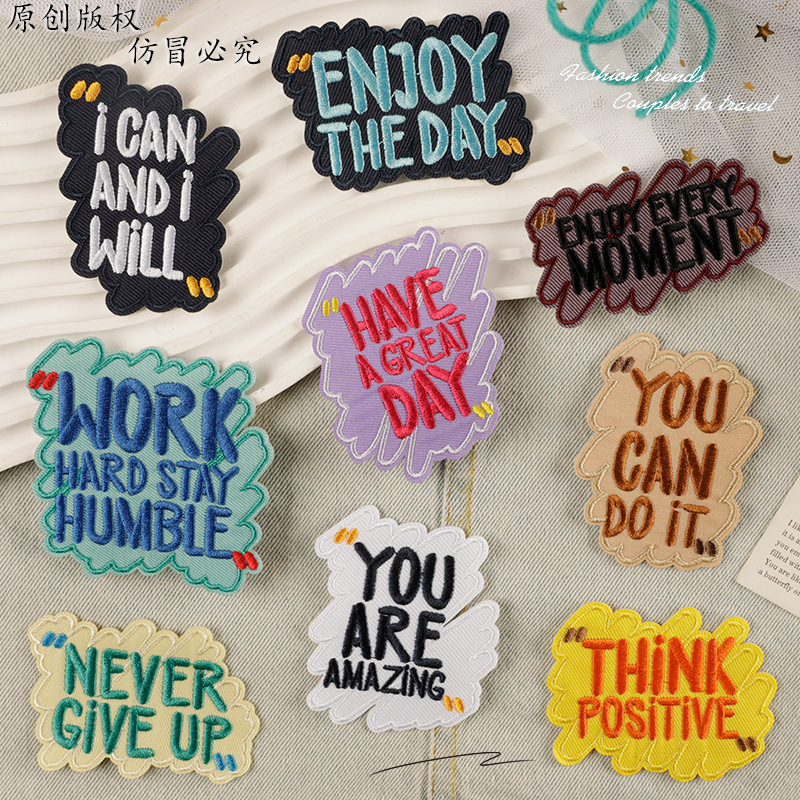 原创版权
仿冒必究
Fashion trends
Couples to travel
ENJOY
THE DAY
i CAN
AND i
WiLL
ENJOY EVERY
MOMENT
HAVE
A GREAT
DAY
WORK
HARD STAY
HUMBLE
YOU
CAN
DO iT
YOU
ARE
AMAZiNG
NEVER
GiVE UP
THiNK
POSiTiVE